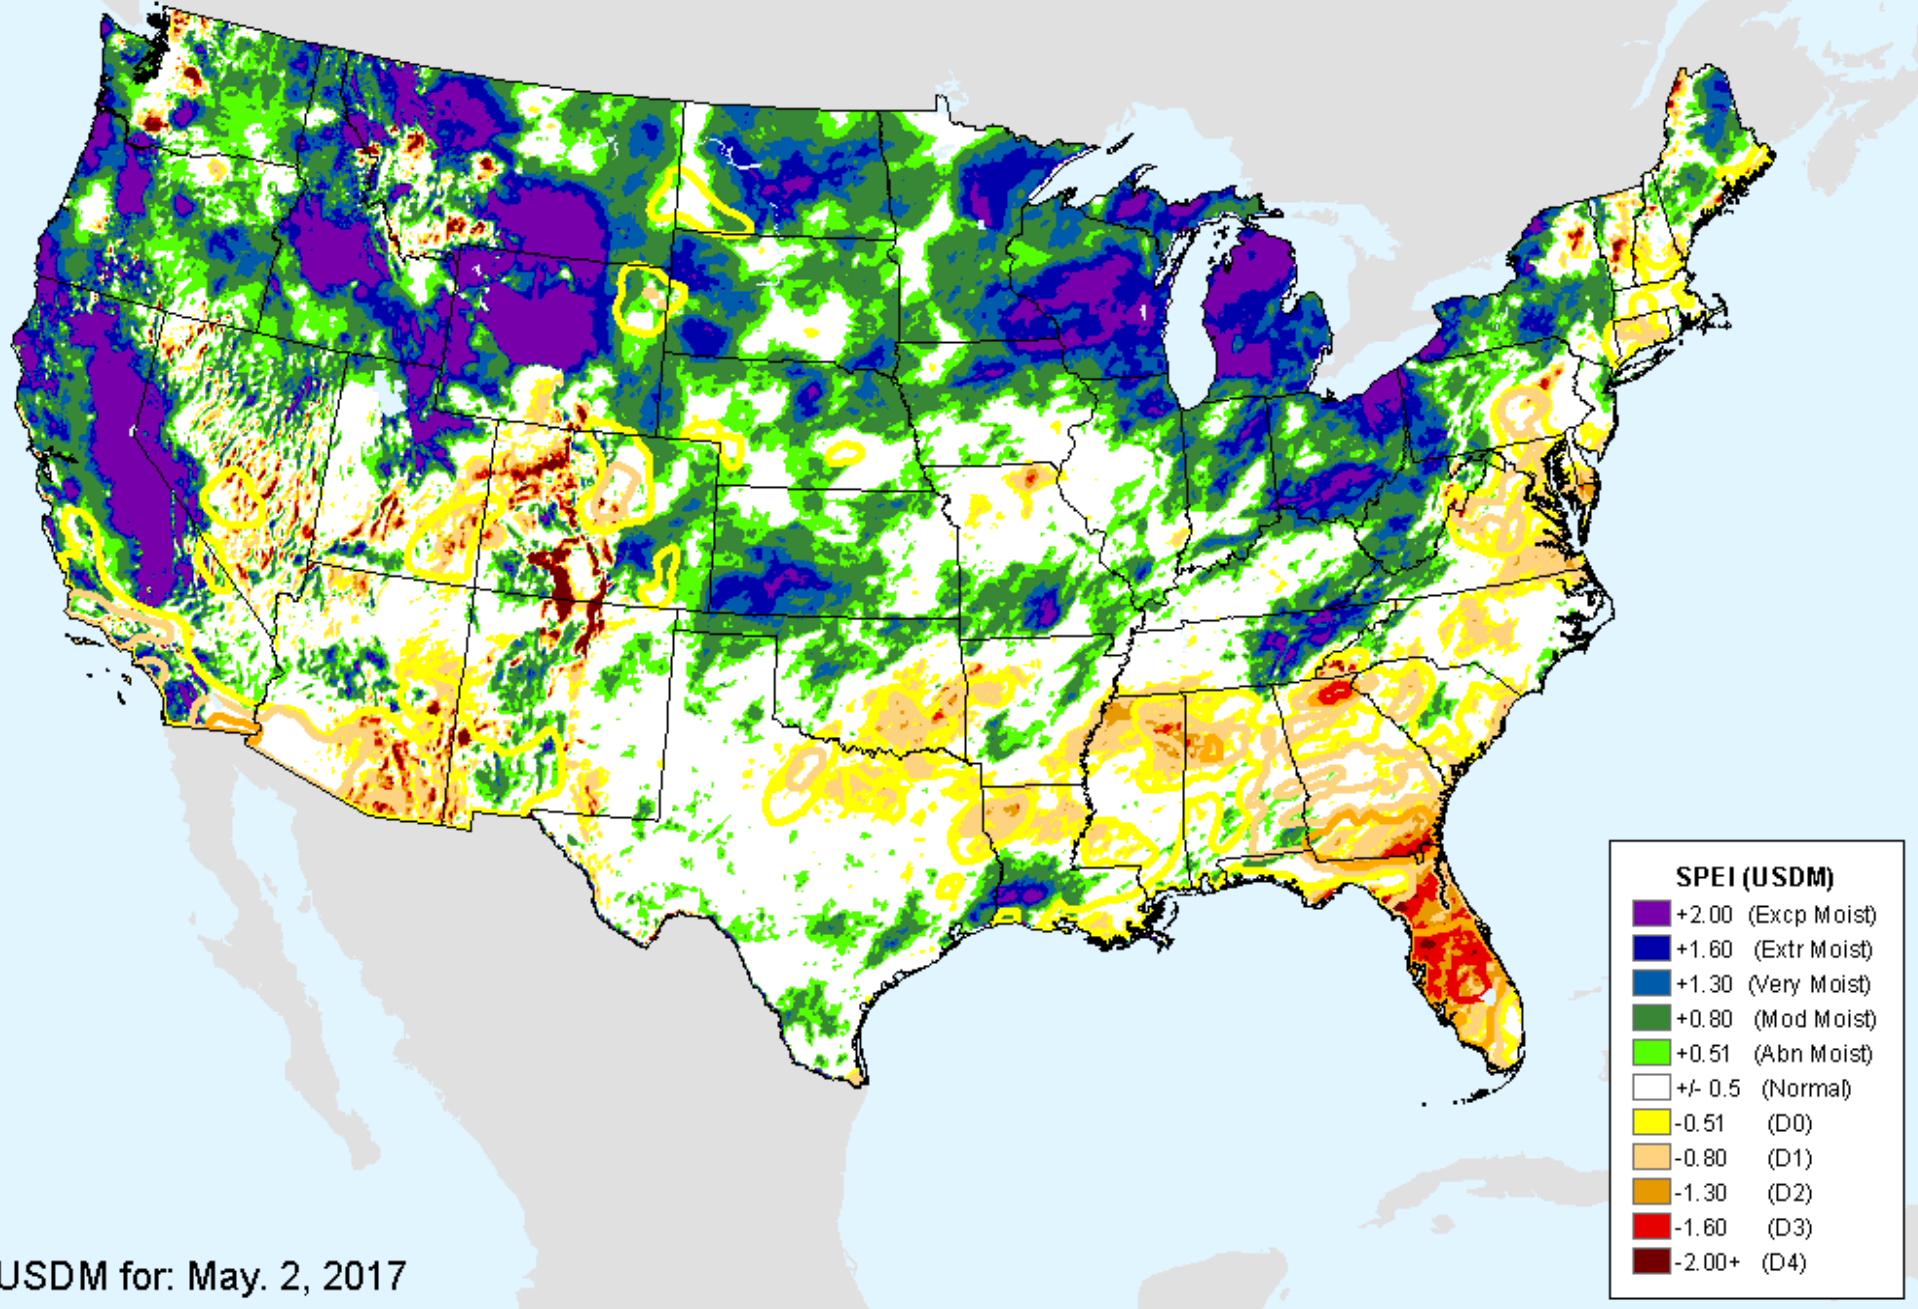 SPEI (USDM)
+2.00 (Excp Moist)
+1.60 (Extr Moist)
+1.30 (Very Moist)
+0.80 (Mod Moist)
+0.51 (Abn Moist)
+/- 0.5 (Normal)
-0.51 (D0)
-0.80 (D1)
-1.30 (D2)
-1.60 (D3)
-2.00+ (D4)
USDM for: May. 2, 2017